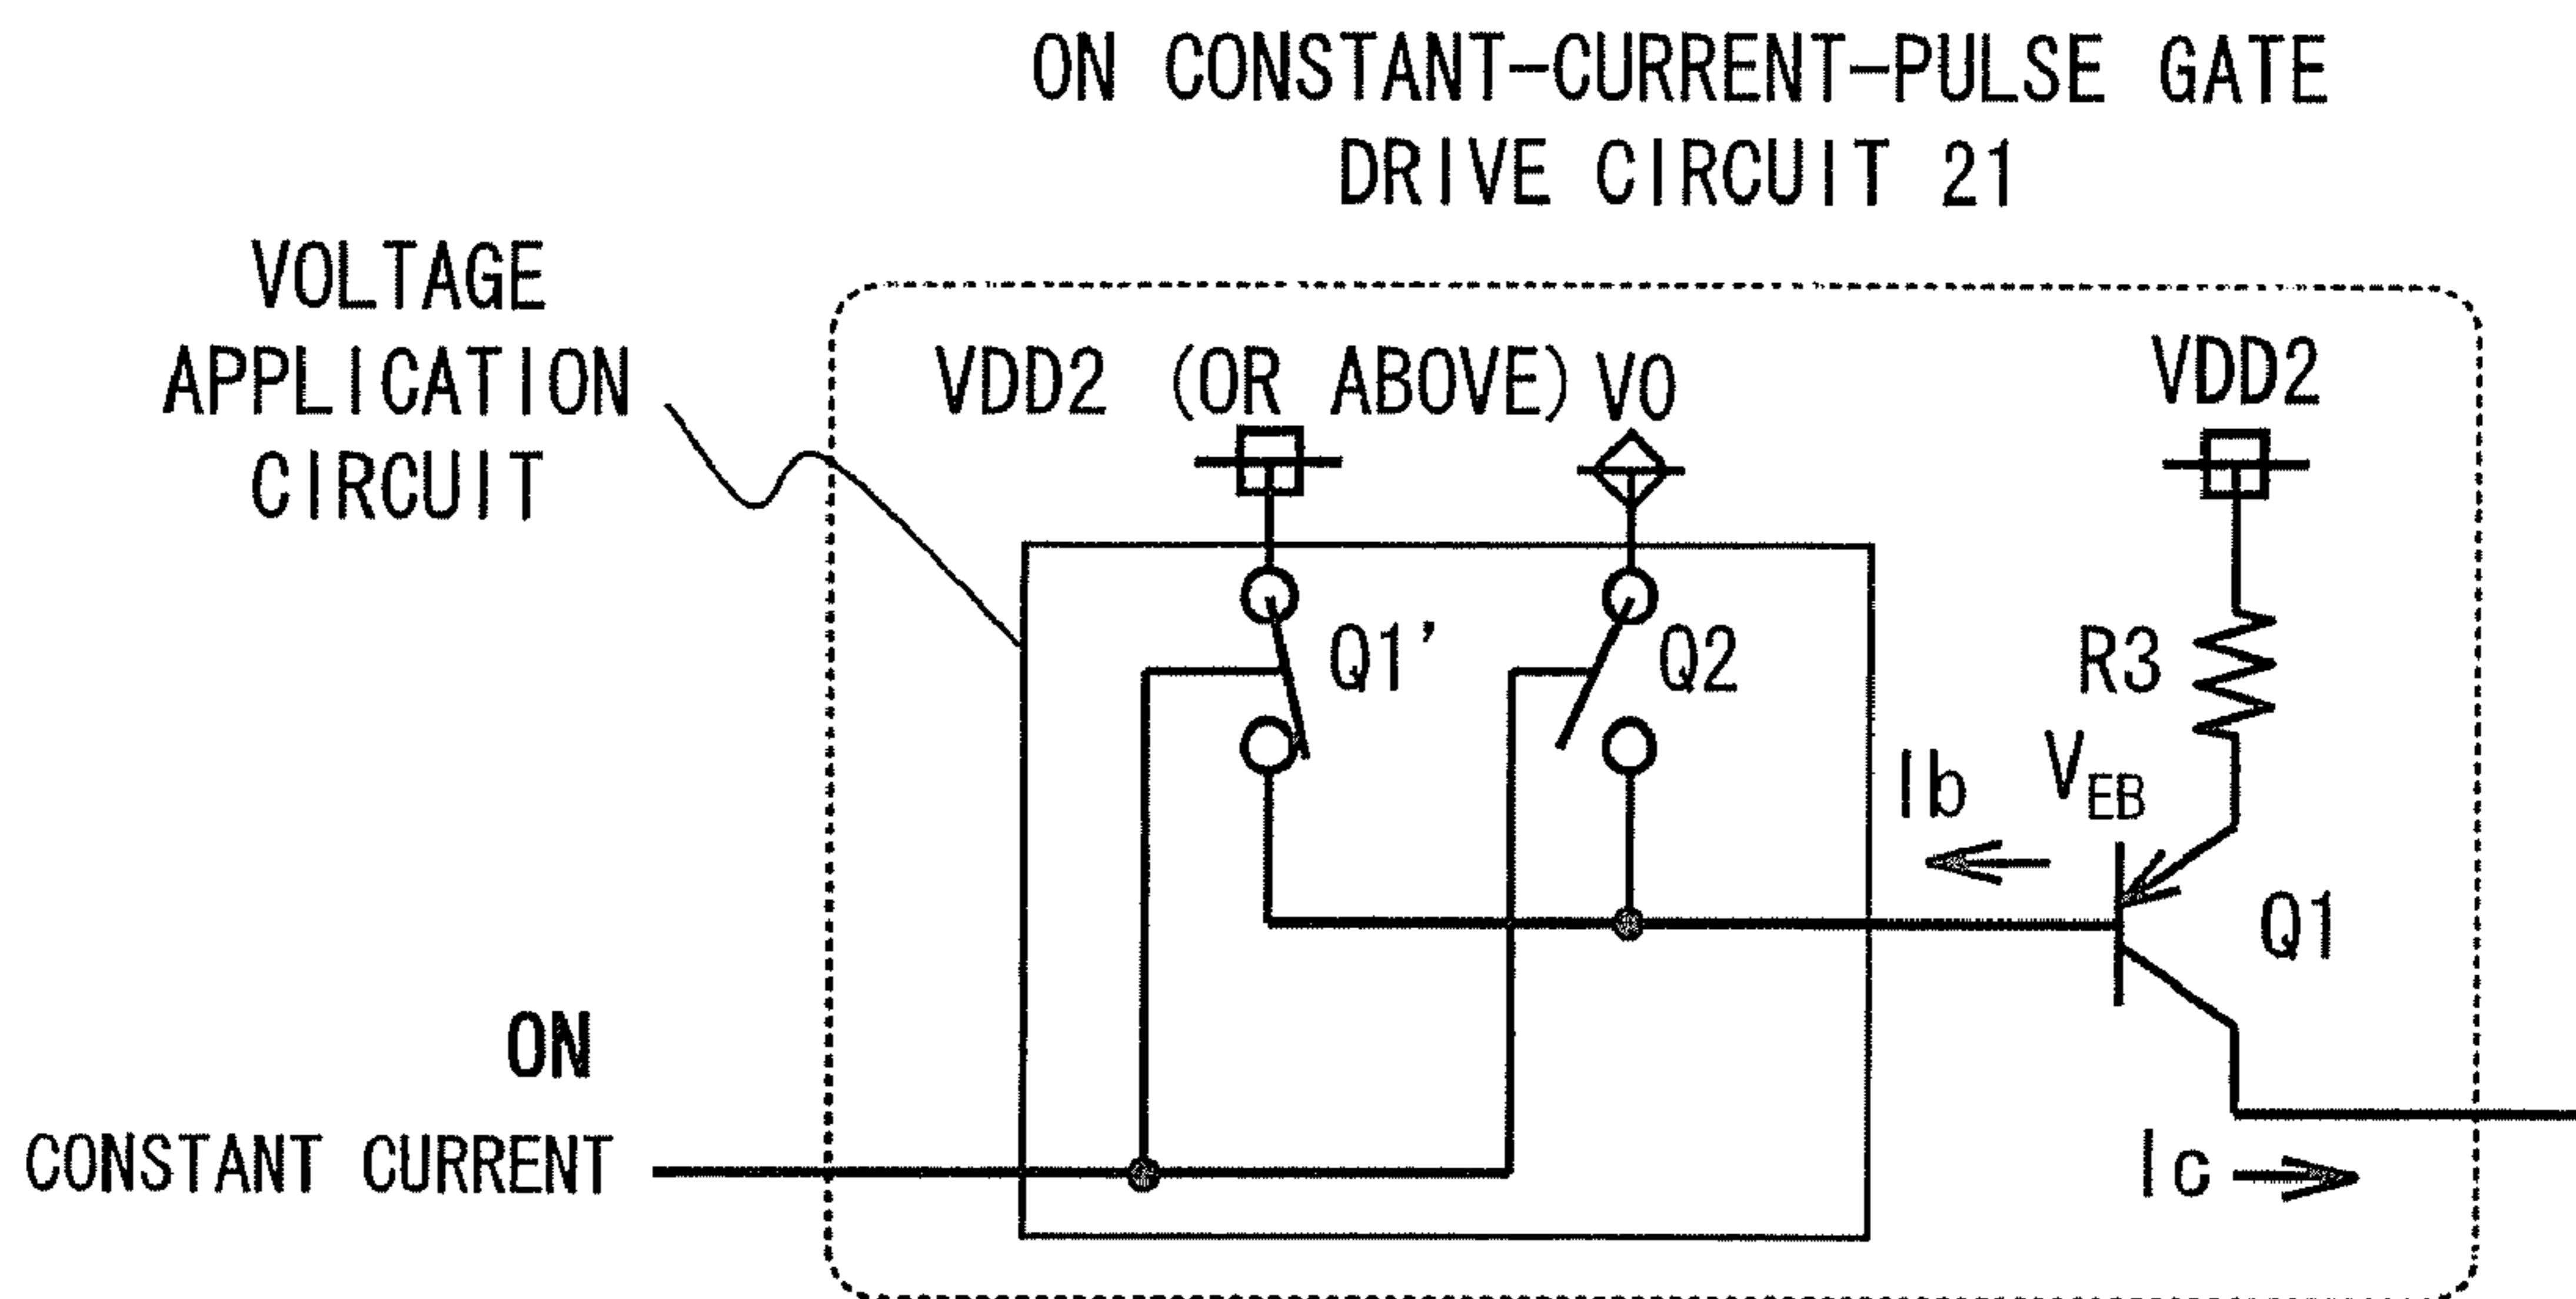 ON CONSTANT-CURRENT-PULSE GATE
DRIVE CIRCUIT 21
VOLTAGE
APPLICATION
CIRCUIT
VDD2 (OR ABOVE)
V0
VDD2
Q1'
Q2
R3
Ib
VEB
Q1
ON
CONSTANT CURRENT
Ic